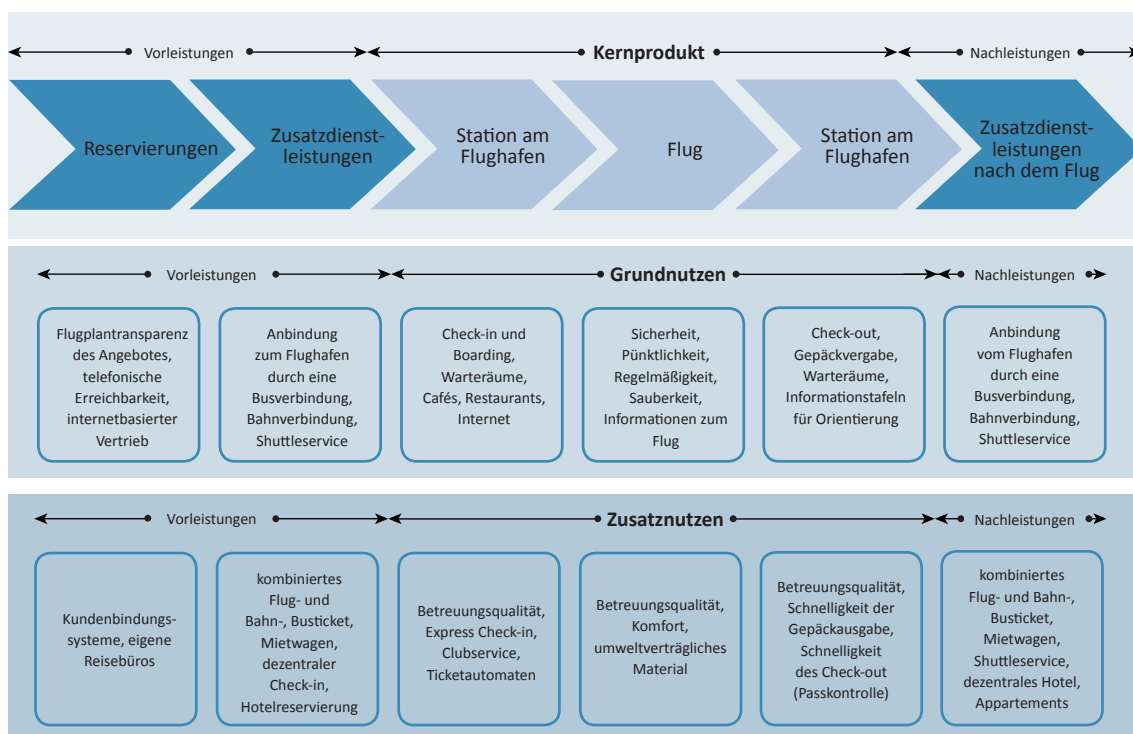 Vorleistungen
Kernprodukt
Nachleistungen
Reservierungen
Zusatzdienst-
leistungen
Station am
Flughafen
Flug
Station am
Flughafen
Zusatzdienst-
leistungen
nach dem Flug
Vorleistungen
Grundnutzen
Nachleistungen
Flugplantransparenz
des Angebotes,
telefonische
Erreichbarkeit,
internetbasierter
Vertrieb
Anbindung
zum Flughafen
durch eine
Busverbindung,
Bahnverbindung,
Shuttleservice
Check-in und
Boarding,
Warteräume,
Cafés, Restaurants,
Internet
Sicherheit,
Pünktlichkeit,
Regelmäßigkeit,
Sauberkeit,
Informationen zum
Flug
Check-out,
Gepäckvergabe,
Warteräume,
Informationstafeln
für Orientierung
Anbindung
vom Flughafen
durch eine
Busverbindung,
Bahnverbindung,
Shuttleservice
Vorleistungen
Zusatznutzen
Nachleistungen
Kundenbindungs-
systeme, eigene
Reisebüros
kombiniertes
Flug- und
Bahn-, Busticket,
Mietwagen,
dezentraler
Check-in,
Hotelreservierung
Betreuungsqualität,
Express Check-in,
Clubservice,
Ticketautomaten
Betreuungsqualität,
Komfort,
umweltverträgliches
Material
Betreuungsqualität,
Schnelligkeit der
Gepäckausgabe,
Schnelligkeit
des Check-out
(Passkontrolle)
kombiniertes
Flug- und Bahn-,
Busticket,
Mietwagen,
Shuttleservice,
dezentrales Hotel,
Appartements